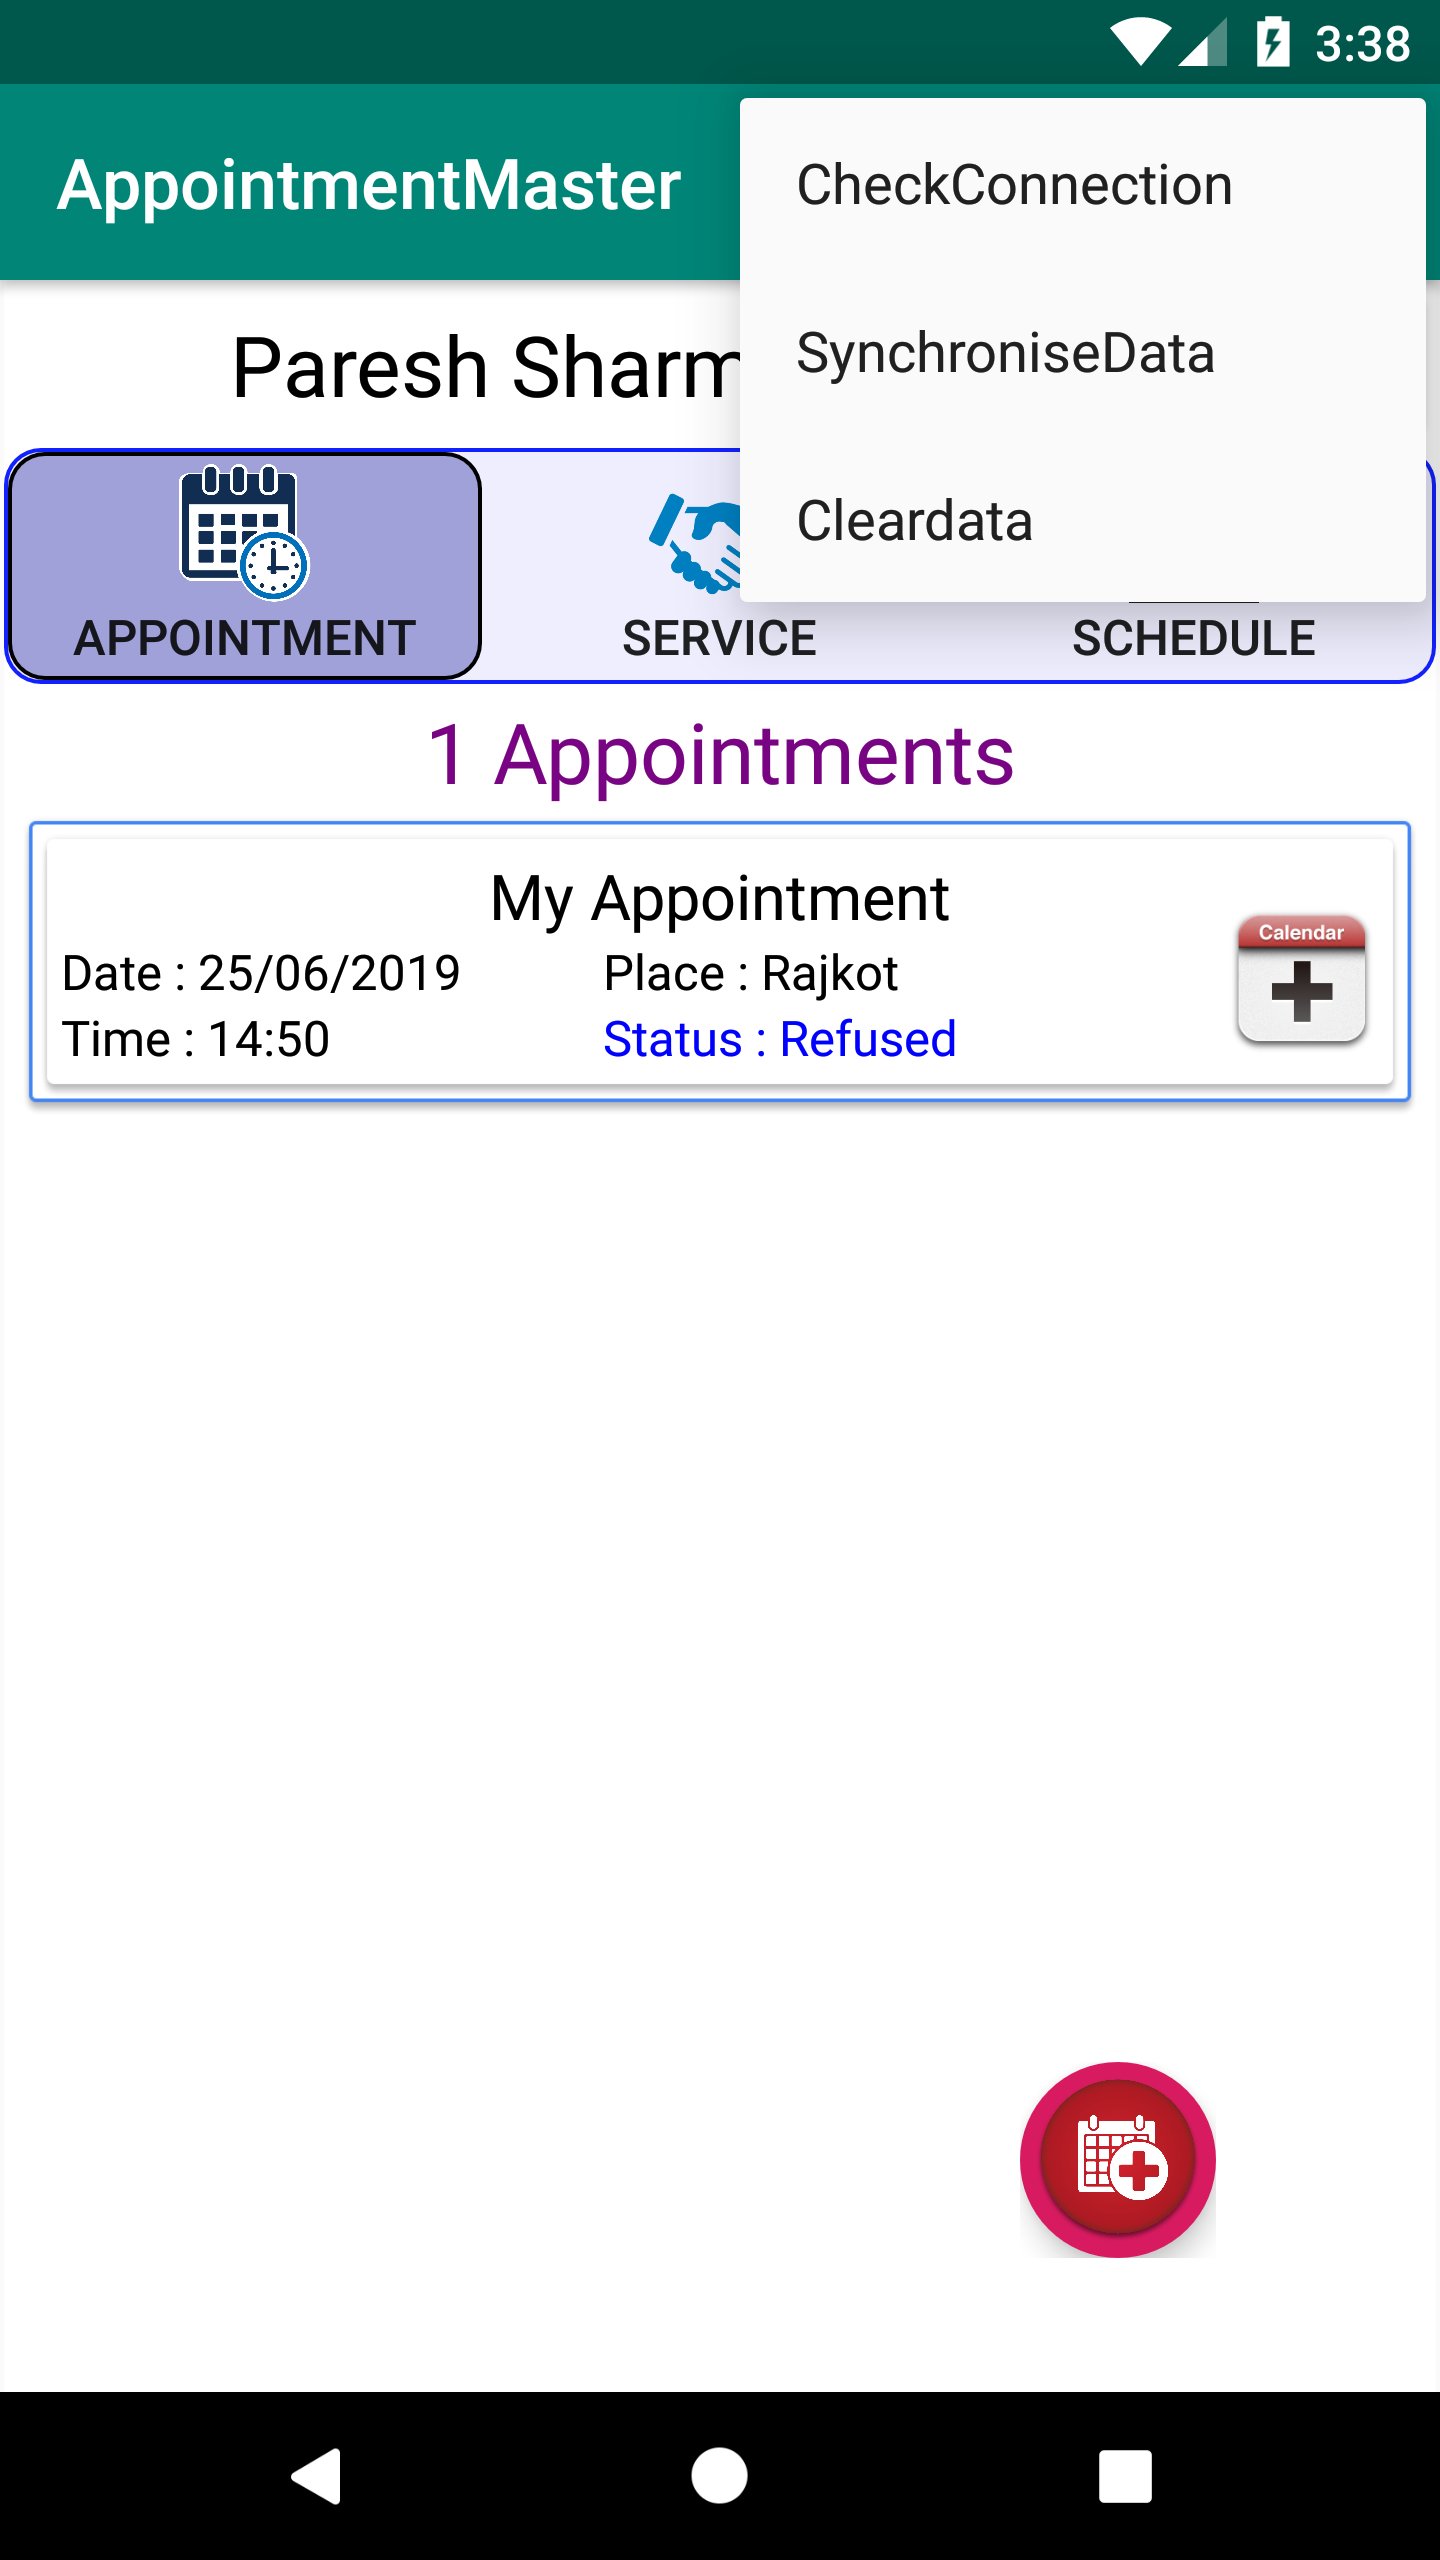 3:38
AppointmentMaster
CheckConnection
SynchroniseData
Cleardata
Paresh Sharm
APPOINTMENT
SERVICE
SCHEDULE
1 Appointments
My Appointment
Date : 25/06/2019
Place : Rajkot
Time : 14:50
Status : Refused
Calendar